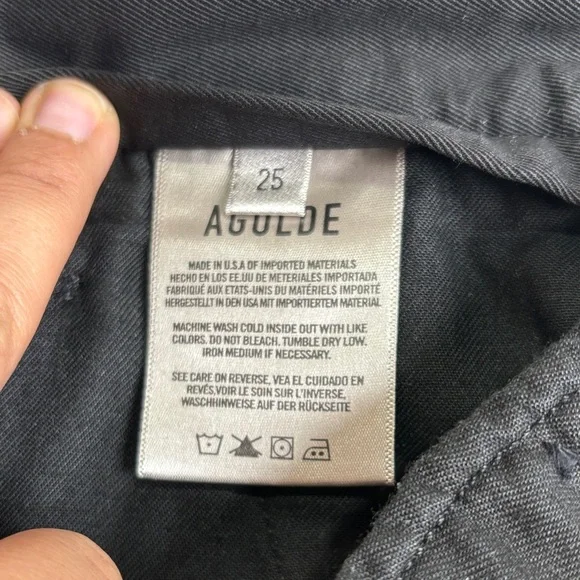 25
AGOLDE
MADE IN U.S.A OF IMPORTED MATERIALS
HECHO EN LOS EE.UU DE METERIALES IMPORTADA
FABRIQUÉ AUX ETATS-UNIS DU MATÉRIELS IMPORTÉ
HERGESTELLT IN DEN USA MIT IMPORTIERTEM MATERIAL
MACHINE WASH COLD INSIDE OUT WITH LIKE
COLORS. DO NOT BLEACH. TUMBLE DRY LOW.
IRON MEDIUM IF NECESSARY.
SEE CARE ON REVERSE, VEA EL CUIDADO EN
REVÉS,VOIR LE SOIN SUR L'INVERSE,
WASCHHINWEISE AUF DER RÜCKSEITE